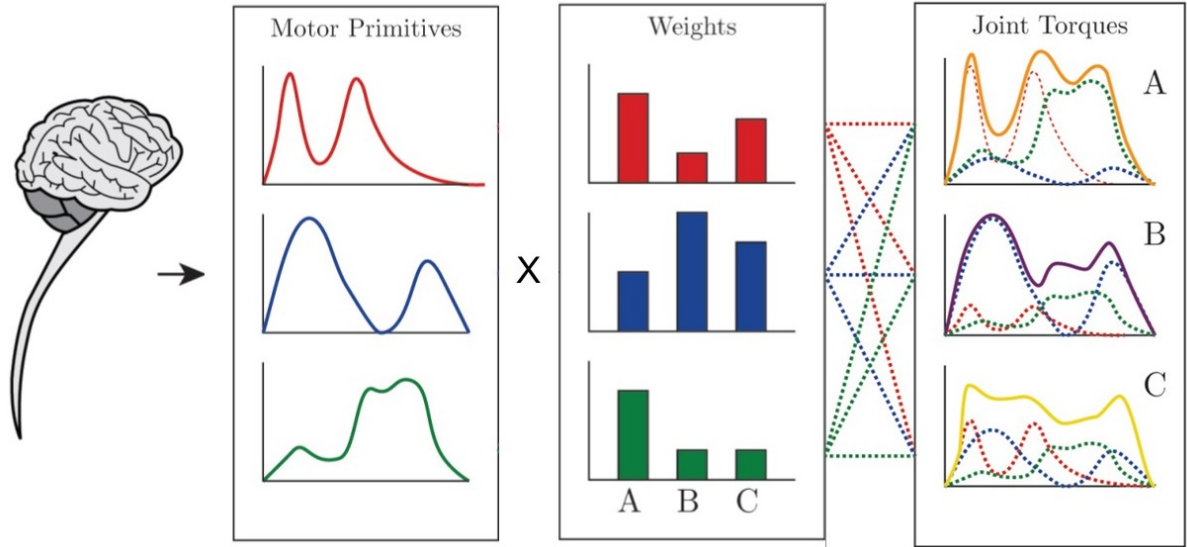 Motor Primitives
X
Weights
A B C
Joint Torques
A
B
C